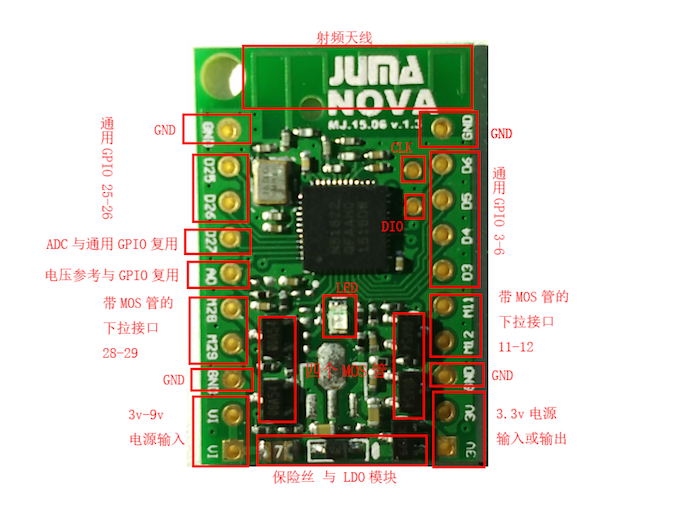 射频天线
JUMA
NOVA
MJ.15.06 v.1.3
GND
GND
GND
GND
通用 GPIO 25-26
D25
D26
CLK
DIO
D6
D5
D4
D3
通用 GPIO 3-6
ADC 与通用 GPIO 复用
D27
电压参考与 GPIO 复用
A0
LED
带 MOS 管的
下拉接口
28-29
M28
M29
M11
M12
带 MOS 管的
下拉接口
11-12
四个 MOS 管
GND
GND
GND
GND
3v-9v
电源输入
VI
VI
3V
3V
3.3v 电源
输入或输出
7
保险丝 与 LDO 模块